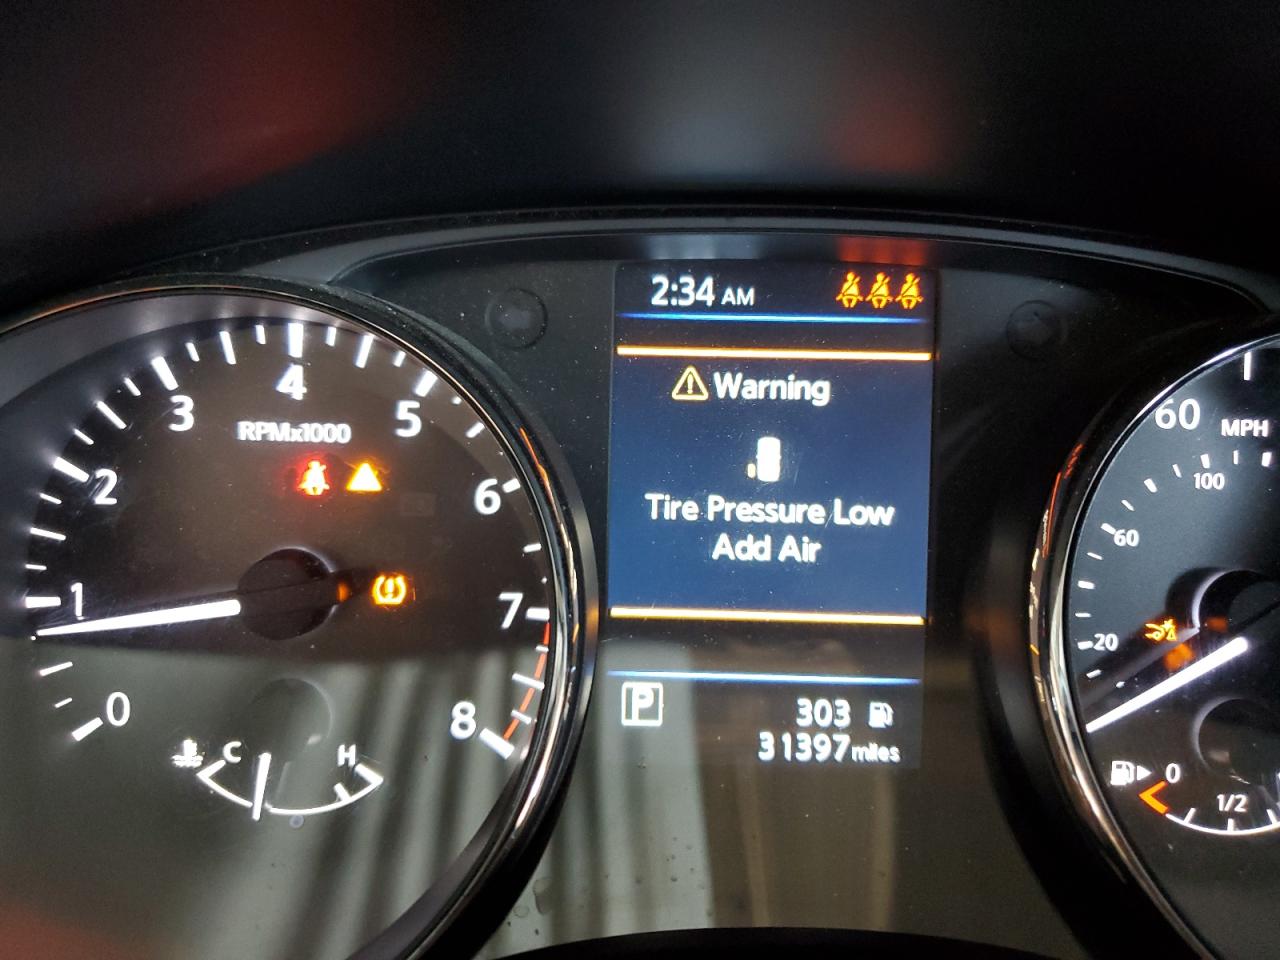 2:34 AM
Warning
Tire Pressure Low
Add Air
P
303
31397 miles
0
1
2
3
4
5
6
7
8
RPMx1000
C
H
60
MPH
100
60
20
0
1/2